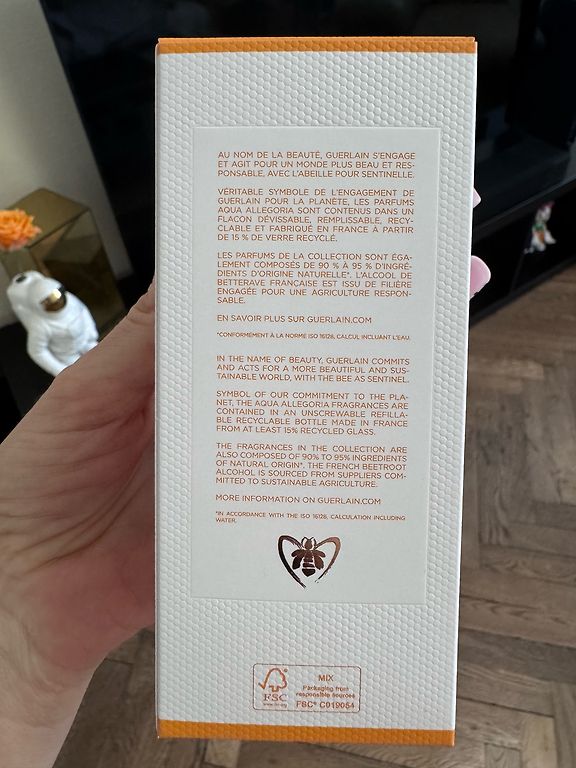 AU NOM DE LA BEAUTÉ, GUERLAIN S'ENGAGE
ET AGIT POUR UN MONDE PLUS BEAU ET RES-
PONSABLE, AVEC L'ABEILLE POUR SENTINELLE.
VÉRITABLE SYMBOLE DE L'ENGAGEMENT DE
GUERLAIN POUR LA PLANÈTE, LES PARFUMS
AQUA ALLEGORIA SONT CONTENUS DANS UN
FLACON DÉVISSABLE, REMPLISSABLE, RECY-
CLABLE ET FABRIQUÉ EN FRANCE À PARTIR
DE 15 % DE VERRE RECYCLÉ.
LES PARFUMS DE LA COLLECTION SONT ÉGA-
LEMENT COMPOSÉS DE 90 % À 95 % D'INGRÉ-
DIENTS D'ORIGINE NATURELLE*. L'ALCOOL DE
BETTERAVE FRANÇAISE EST ISSU DE FILIÈRE
ENGAGÉE POUR UNE AGRICULTURE RESPON-
SABLE.
EN SAVOIR PLUS SUR GUERLAIN.COM
*CONFORMÉMENT À LA NORME ISO 16128, CALCUL INCLUANT L'EAU.
IN THE NAME OF BEAUTY, GUERLAIN COMMITS
AND ACTS FOR A MORE BEAUTIFUL AND SUS-
TAINABLE WORLD, WITH THE BEE AS SENTINEL.
SYMBOL OF OUR COMMITMENT TO THE PLA-
NET, THE AQUA ALLEGORIA FRAGRANCES ARE
CONTAINED IN AN UNSCREWABLE REFILLA-
BLE RECYCLABLE BOTTLE MADE IN FRANCE
FROM AT LEAST 15% RECYCLED GLASS.
THE FRAGRANCES IN THE COLLECTION ARE
ALSO COMPOSED OF 90% TO 95% INGREDIENTS
OF NATURAL ORIGIN*. THE FRENCH BEETROOT
ALCOHOL IS SOURCED FROM SUPPLIERS COM-
MITTED TO SUSTAINABLE AGRICULTURE.
MORE INFORMATION ON GUERLAIN.COM
*IN ACCORDANCE WITH THE ISO 16128, CALCULATION INCLUDING
WATER.
FSC
www.fsc.org
MIX
Packaging from
responsible sources
FSC® C019054